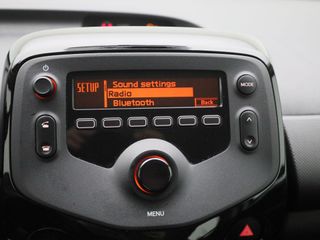 SETUP
Sound settings
Radio
Bluetooth
Back
MODE
MENU